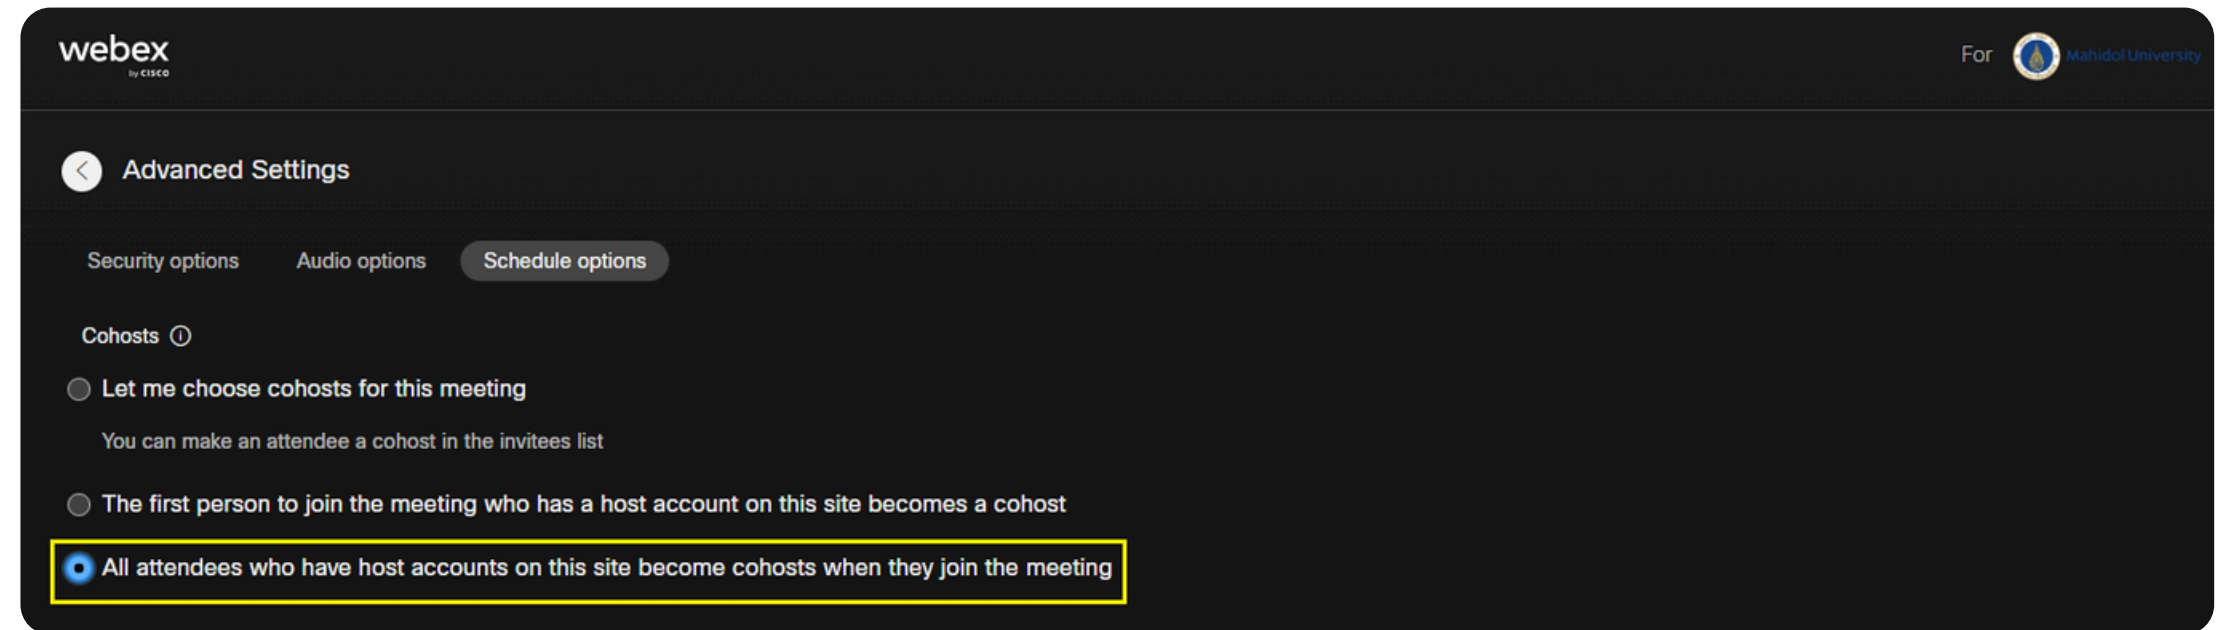 webex
by CISCO
For Mahidol University
Advanced Settings
Security options Audio options Schedule options
Cohosts
Let me choose cohosts for this meeting
You can make an attendee a cohost in the invitees list
The first person to join the meeting who has a host account on this site becomes a cohost
All attendees who have host accounts on this site become cohosts when they join the meeting